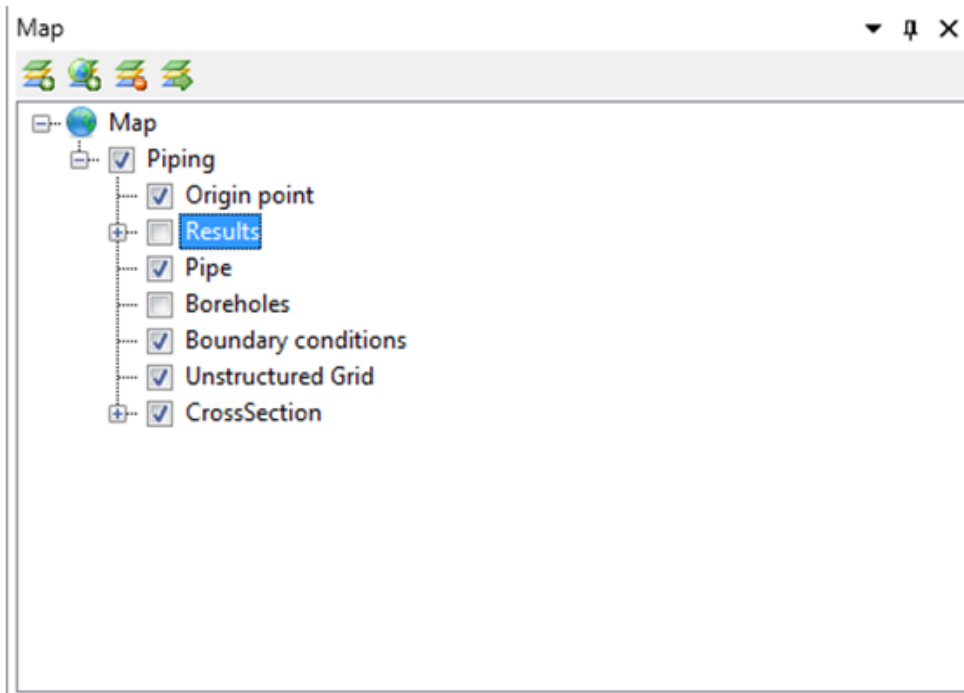 Map
Map
Piping
Origin point
Results
Pipe
Boreholes
Boundary conditions
Unstructured Grid
CrossSection